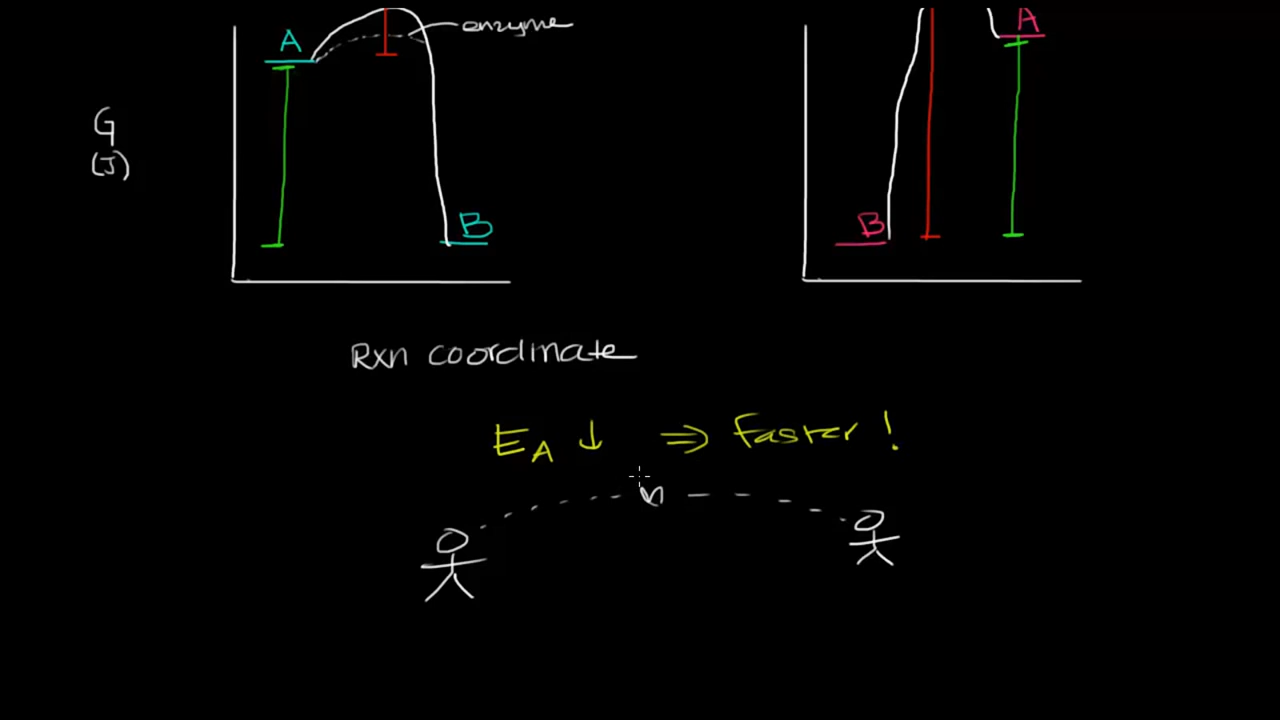 enzyme
A
A
G
(J)
B
B
Rxn coordinate
EA ↓ ⇒ Faster !